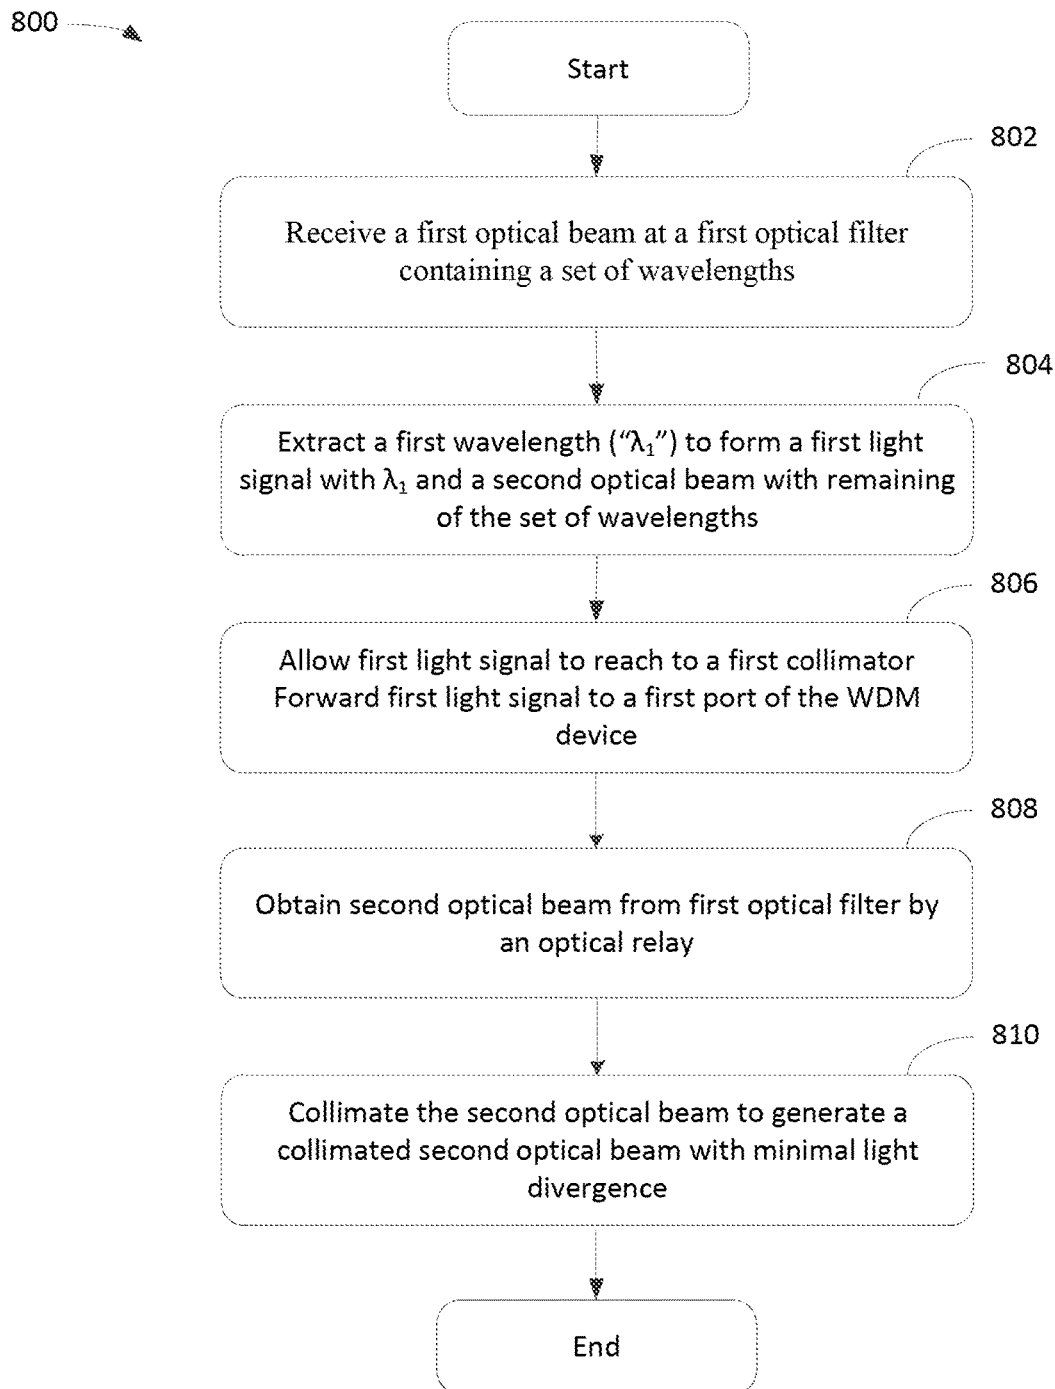 800
Start
802
Receive a first optical beam at a first optical filter
containing a set of wavelengths
804
Extract a first wavelength (“λ₁”) to form a first light
signal with λ₁ and a second optical beam with remaining
of the set of wavelengths
806
Allow first light signal to reach to a first collimator
Forward first light signal to a first port of the WDM
device
808
Obtain second optical beam from first optical filter by
an optical relay
810
Collimate the second optical beam to generate a
collimated second optical beam with minimal light
divergence
End